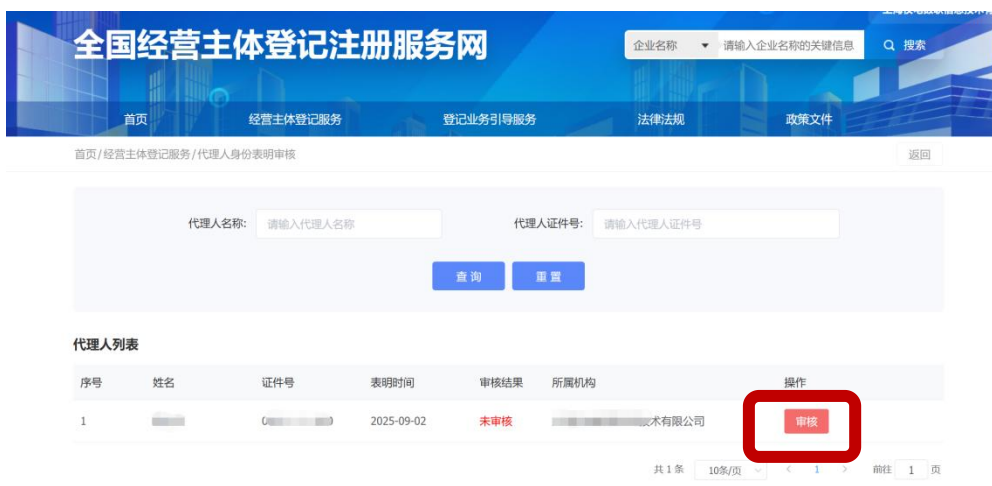 全国经营主体登记注册服务网
企业名称 请输入企业名称的关键信息 搜索
首页 经营主体登记服务 登记业务引导服务 法律法规 政策文件
首页/经营主体登记服务/代理人身份表明审核 返回
代理人名称: 请输入代理人名称 代理人证件号: 请输入代理人证件号
查询 重置
代理人列表
序号 姓名 证件号 表明时间 审核结果 所属机构 操作
1 2025-09-02 未审核 术有限公司 审核
共 1 条 10条/页 < 1 > 前往 1 页